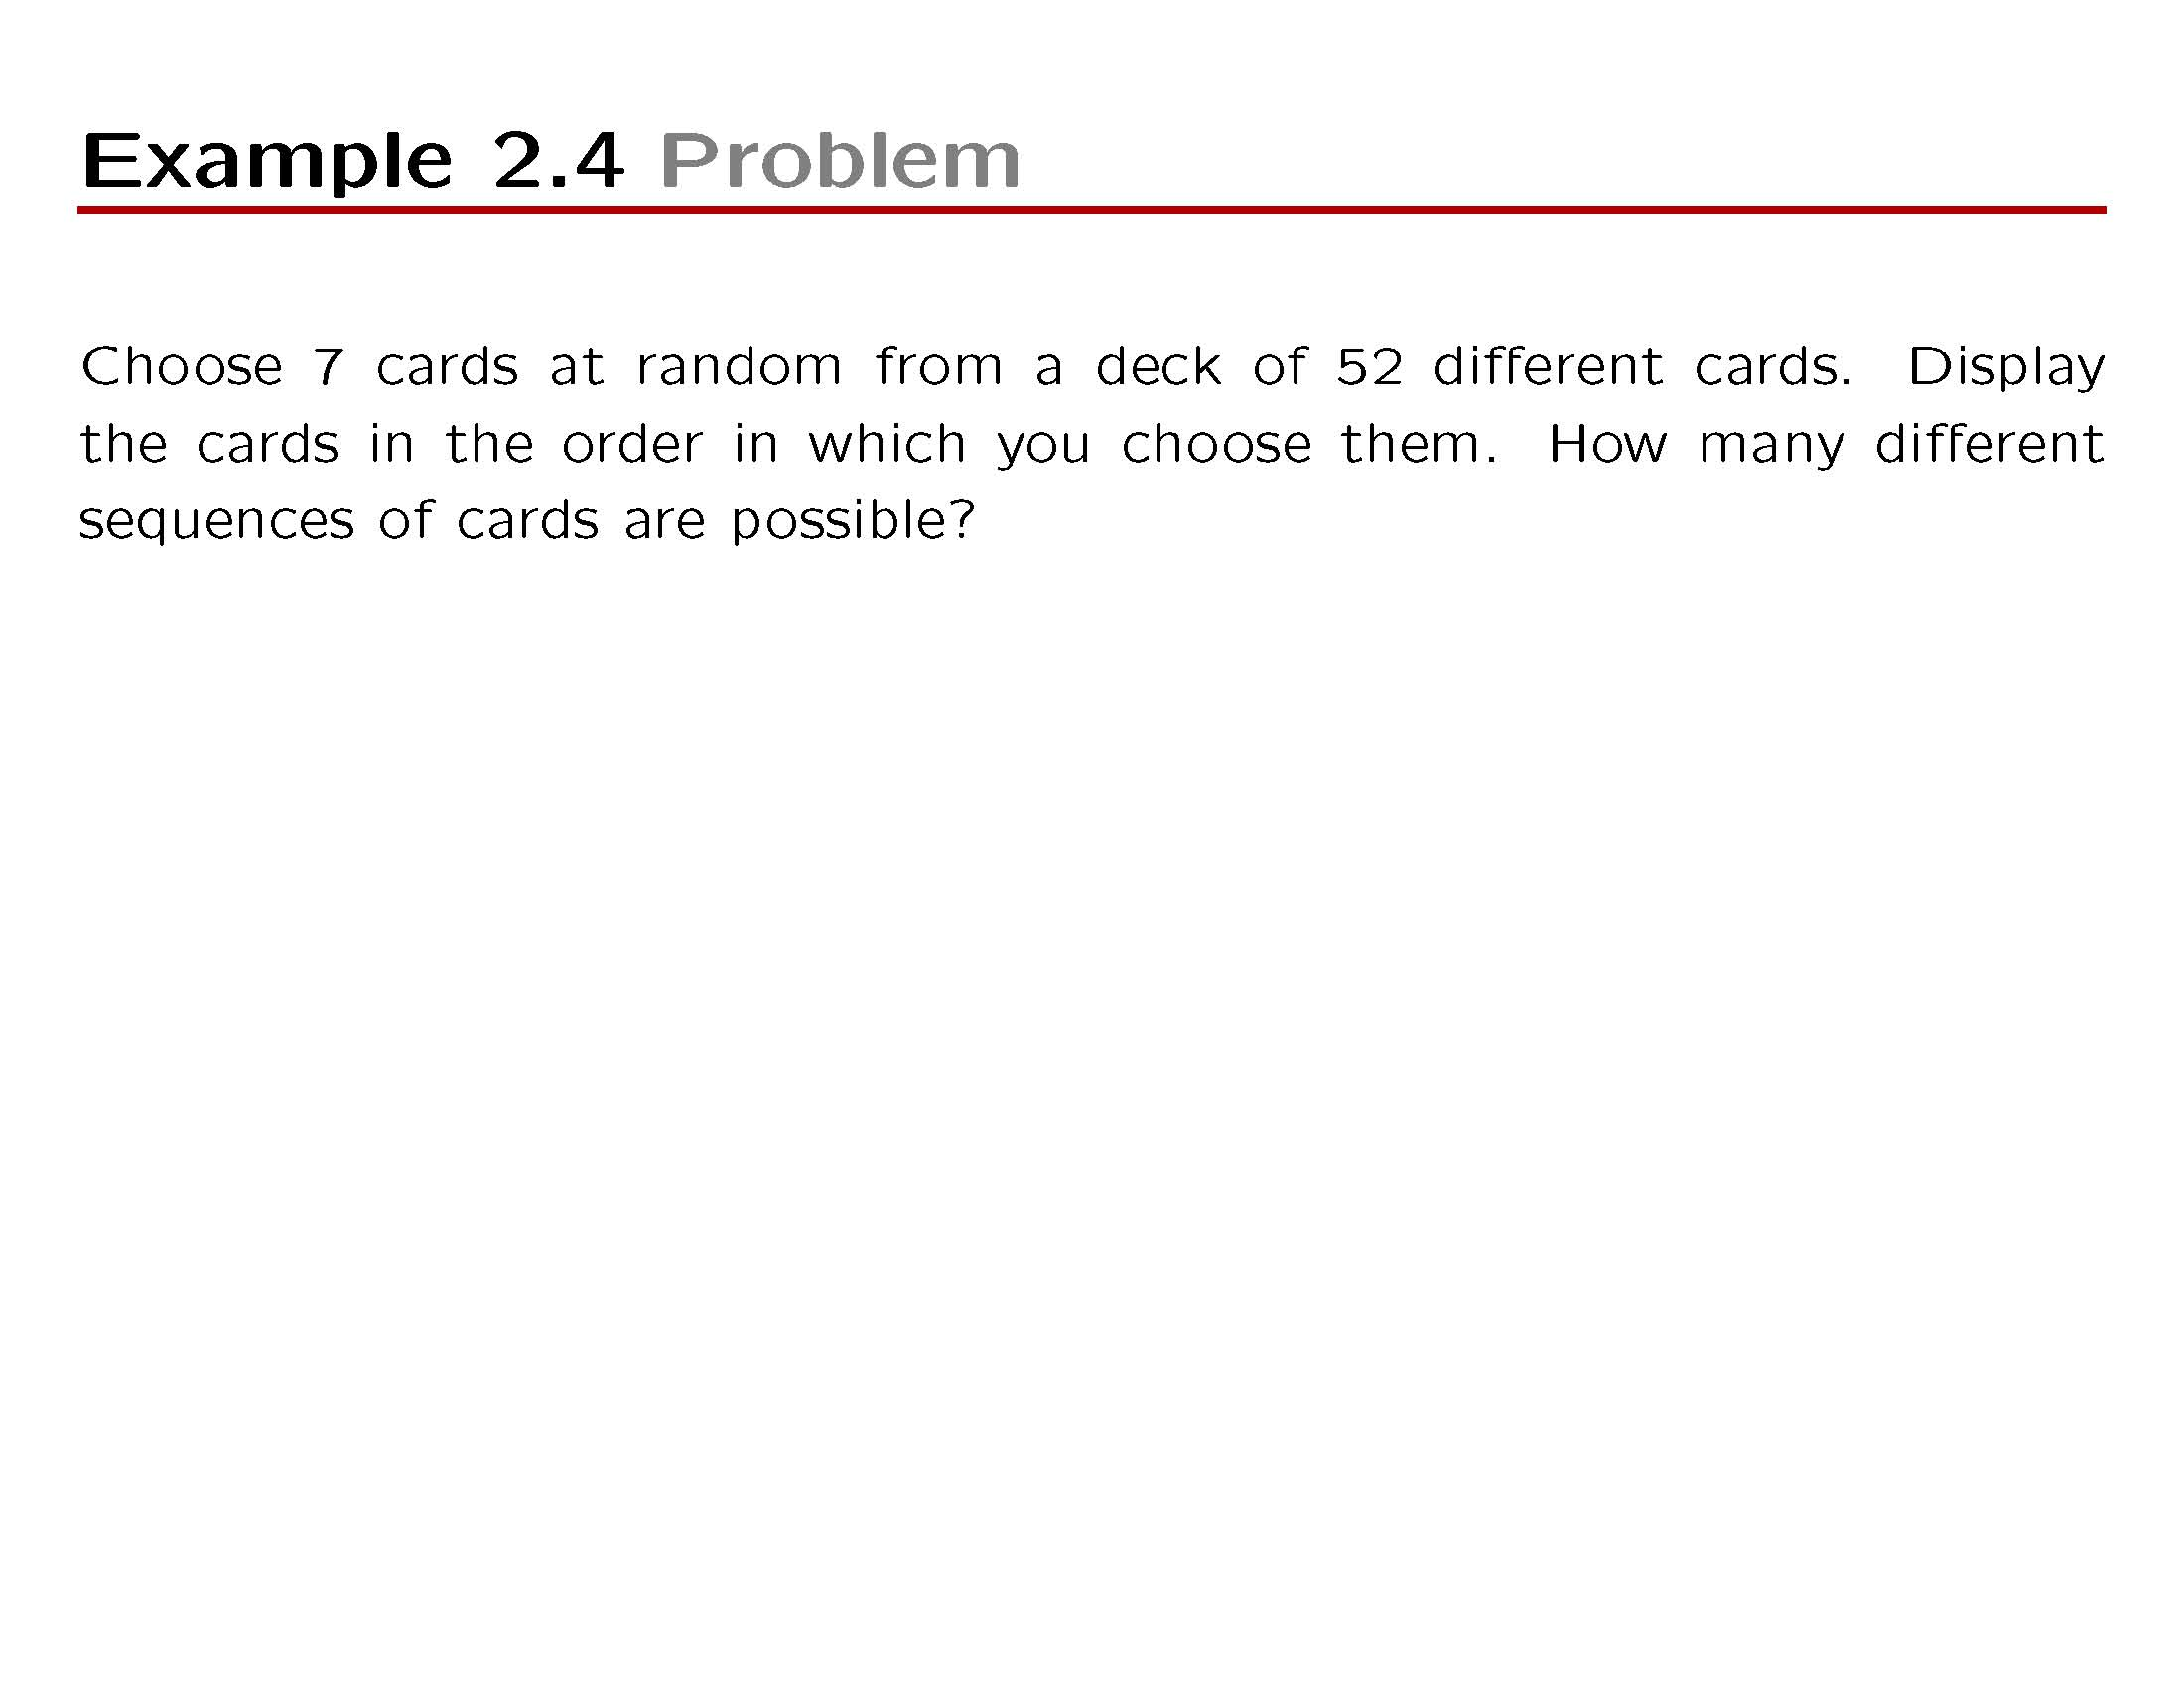 Example 2.4 Problem
Choose 7 cards at random from a deck of 52 different cards. Display
the cards in the order in which you choose them. How many different
sequences of cards are possible?